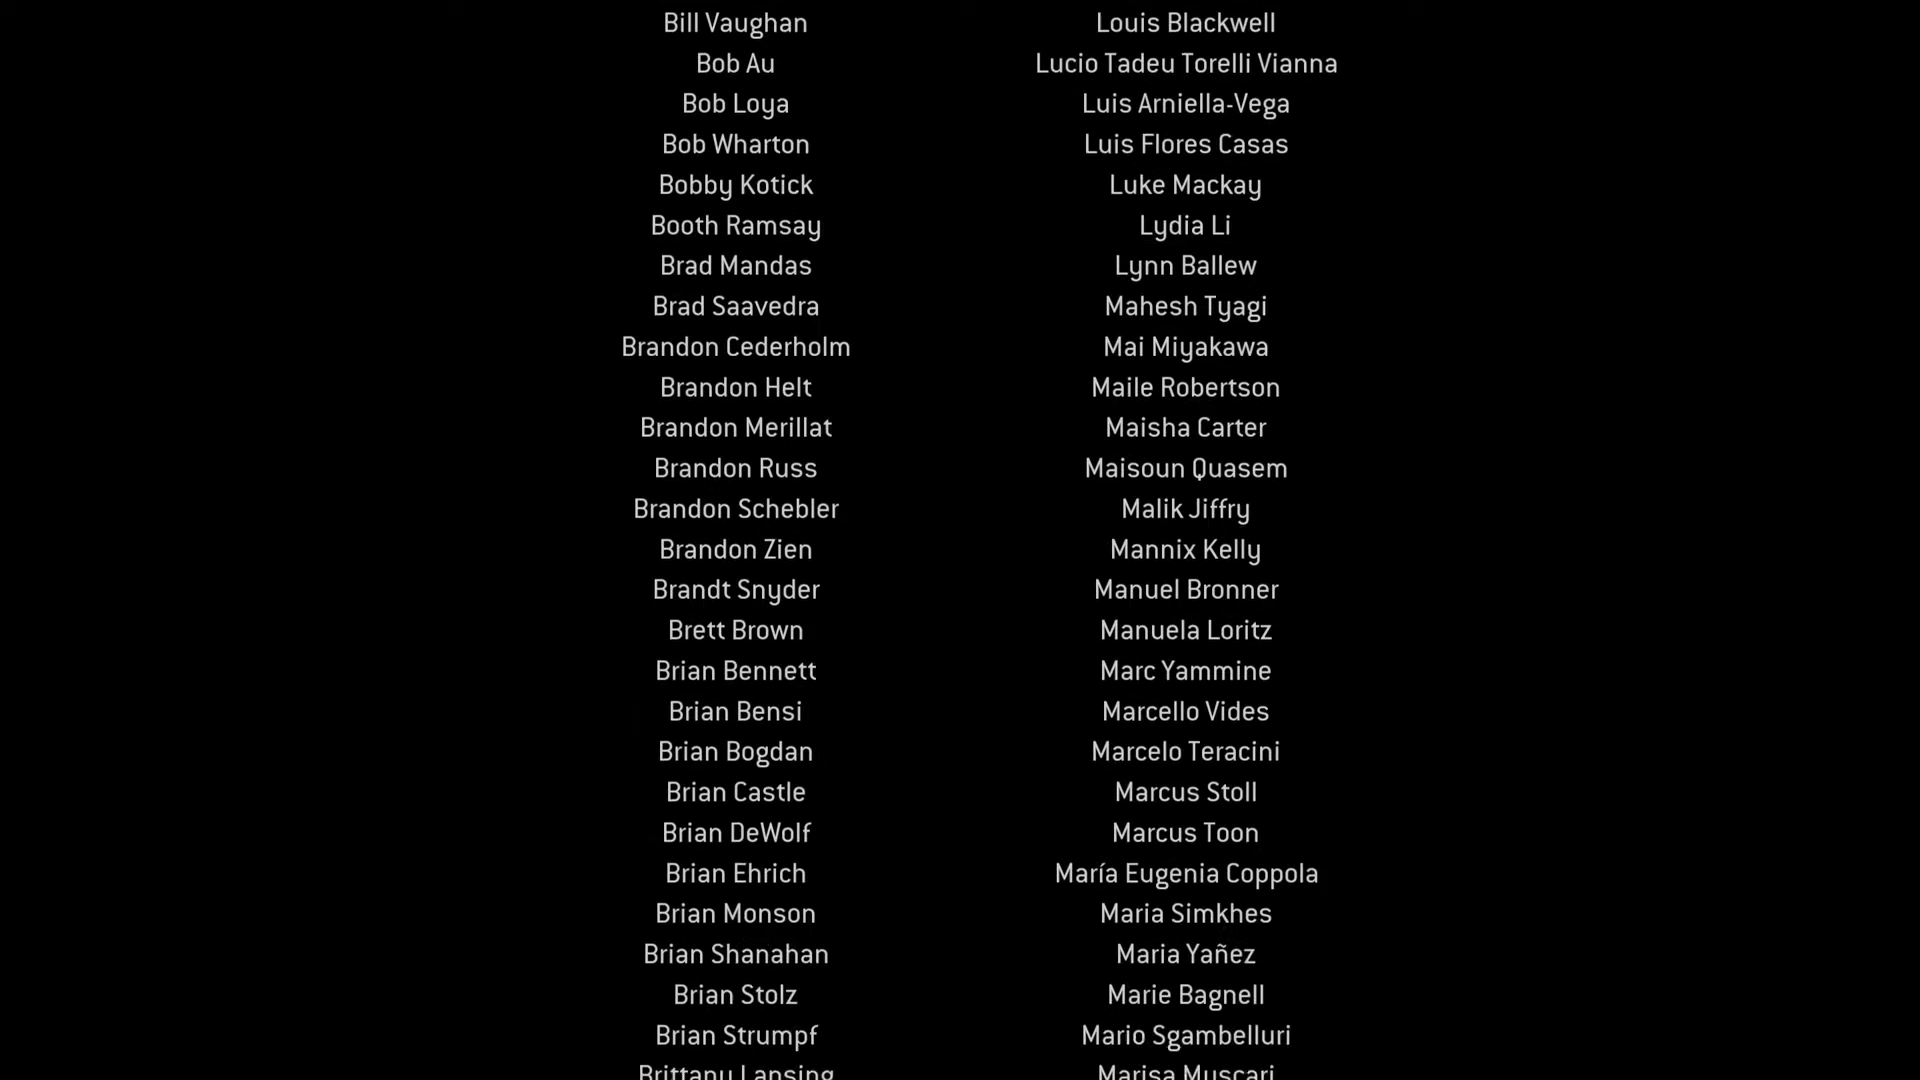 Bill Vaughan
Bob Au
Bob Loya
Bob Wharton
Bobby Kotick
Booth Ramsay
Brad Mandas
Brad Saavedra
Brandon Cederholm
Brandon Helt
Brandon Merillat
Brandon Russ
Brandon Schebler
Brandon Zien
Brandt Snyder
Brett Brown
Brian Bennett
Brian Bensi
Brian Bogdan
Brian Castle
Brian DeWolf
Brian Ehrich
Brian Monson
Brian Shanahan
Brian Stolz
Brian Strumpf
Brittany Lansing
Louis Blackwell
Lucio Tadeu Torelli Vianna
Luis Arniella-Vega
Luis Flores Casas
Luke Mackay
Lydia Li
Lynn Ballew
Mahesh Tyagi
Mai Miyakawa
Maile Robertson
Maisha Carter
Maisoun Quasem
Malik Jiffry
Mannix Kelly
Manuel Bronner
Manuela Loritz
Marc Yammine
Marcello Vides
Marcelo Teracini
Marcus Stoll
Marcus Toon
María Eugenia Coppola
Maria Simkhes
Maria Yañez
Marie Bagnell
Mario Sgambelluri
Marisa Muscari